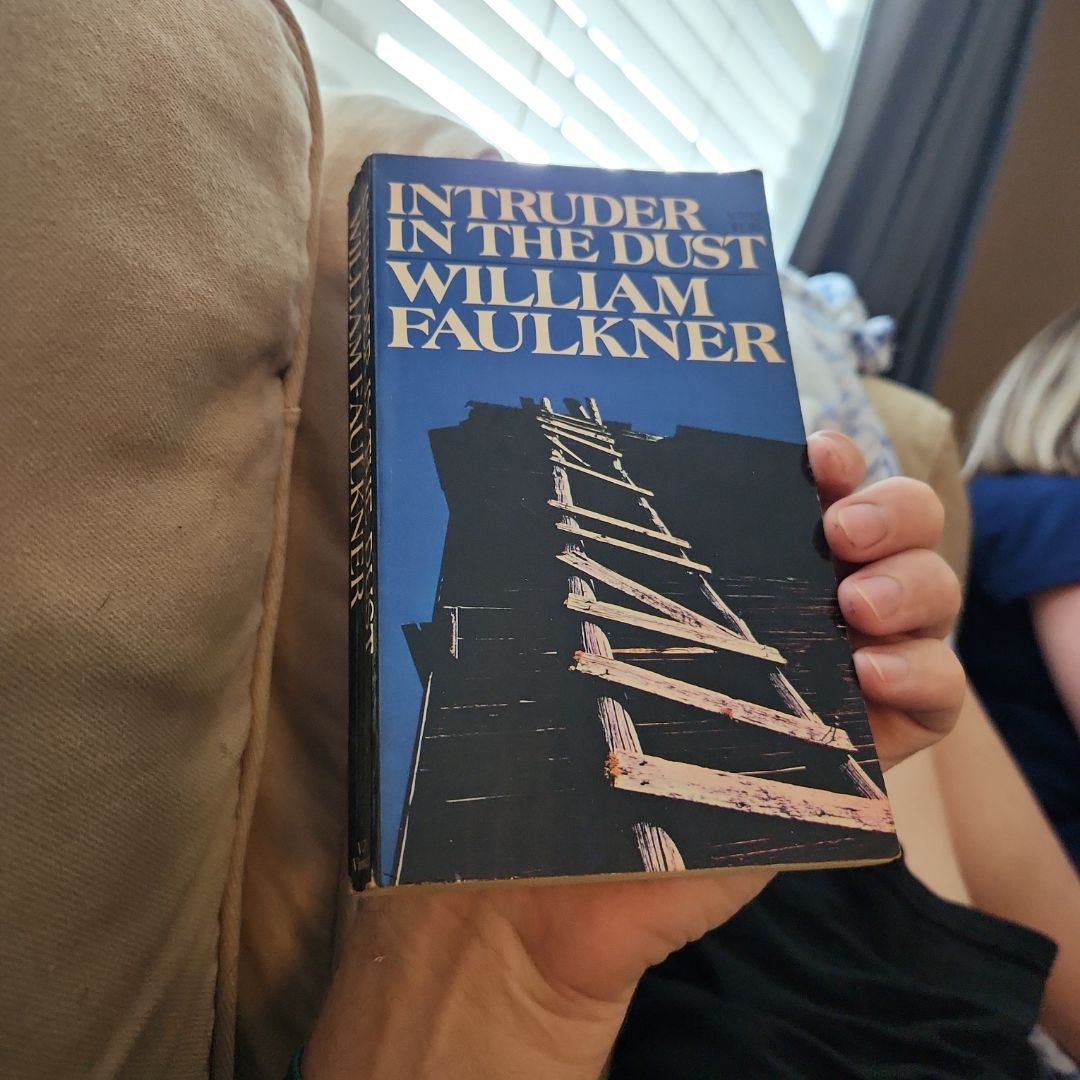 INTRUDER
IN THE DUST
WILLIAM
FAULKNER
WILLIAM FAULKNER